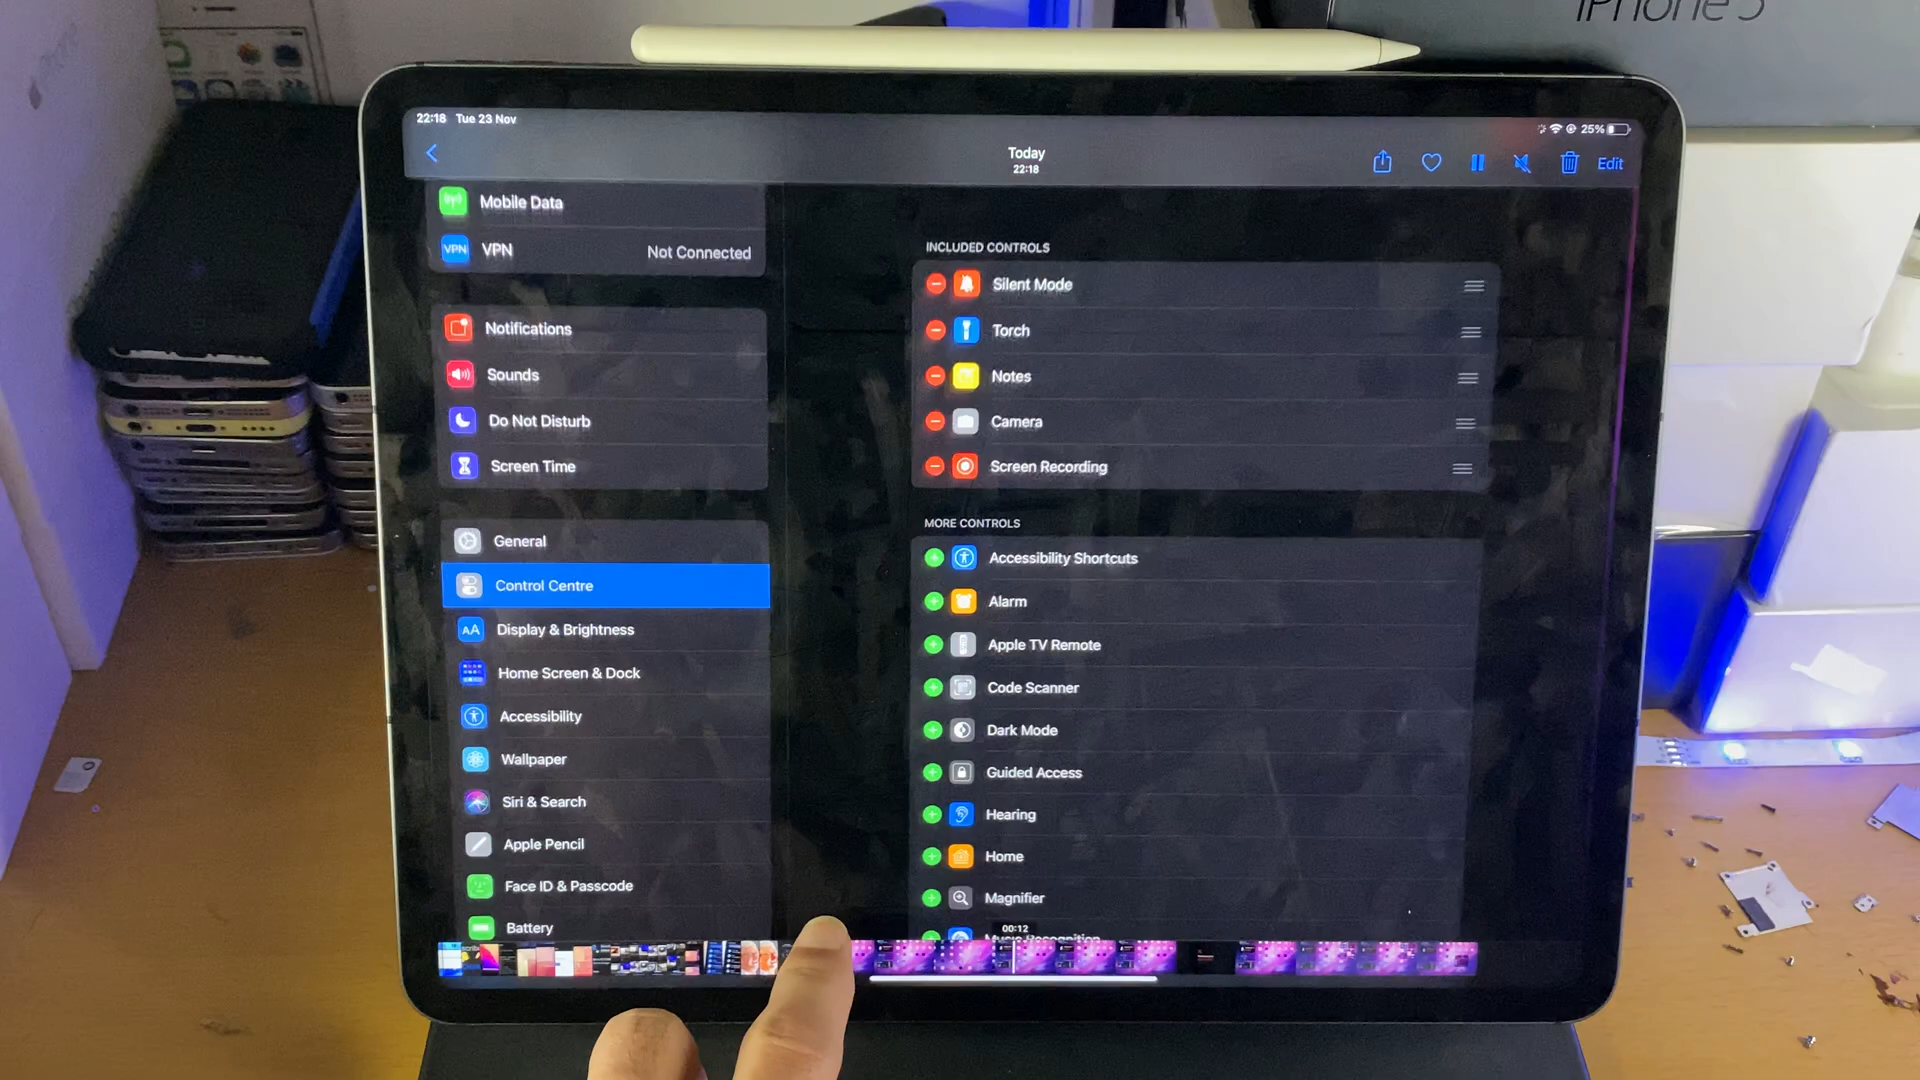 iPhone 5
22:18 Tue 23 Nov
25%
Today
22:18
Edit
Mobile Data
VPN VPN Not Connected
Notifications
Sounds
Do Not Disturb
Screen Time
General
Control Centre
AA Display & Brightness
Home Screen & Dock
Accessibility
Wallpaper
Siri & Search
Apple Pencil
Face ID & Passcode
Battery
INCLUDED CONTROLS
Silent Mode
Torch
Notes
Camera
Screen Recording
MORE CONTROLS
Accessibility Shortcuts
Alarm
Apple TV Remote
Code Scanner
Dark Mode
Guided Access
Hearing
Home
Magnifier
00:12
Music Recognition